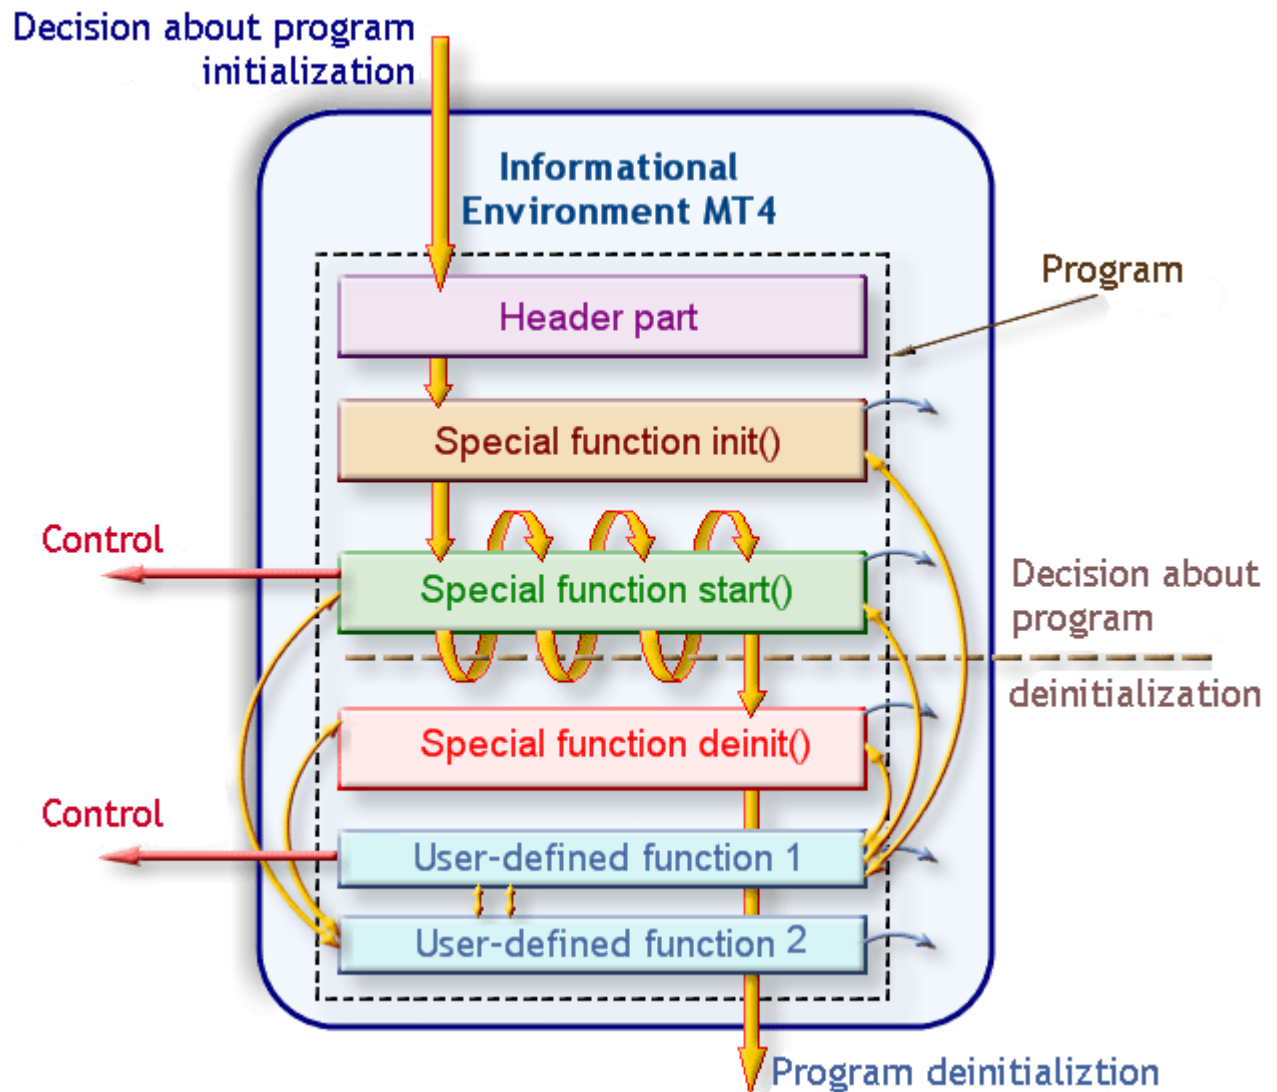 Decision about program
initialization
Informational
Environment MT4
Program
Header part
Special function init()
Control
Special function start()
Decision about
program
deinitialization
Special function deinit()
Control
User-defined function 1
User-defined function 2
Program deinitializtion